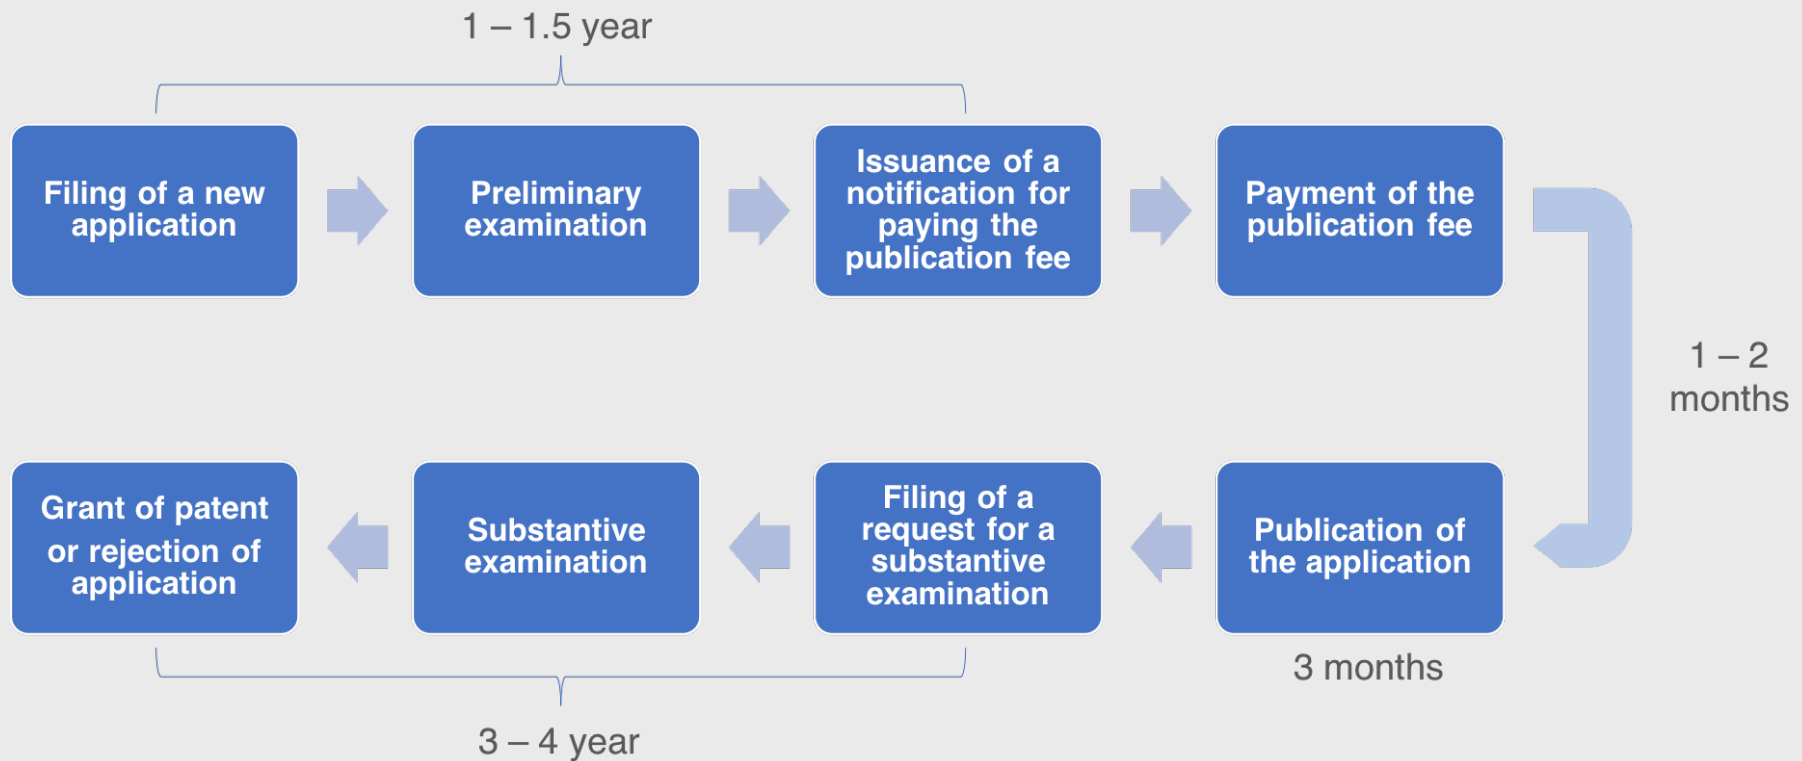 1 – 1.5 year
Filing of a new
application
Preliminary
examination
Issuance of a
notification for
paying the
publication fee
Payment of the
publication fee
1 – 2
months
Publication of
the application
3 months
Filing of a
request for a
substantive
examination
Substantive
examination
Grant of patent
or rejection of
application
3 – 4 year